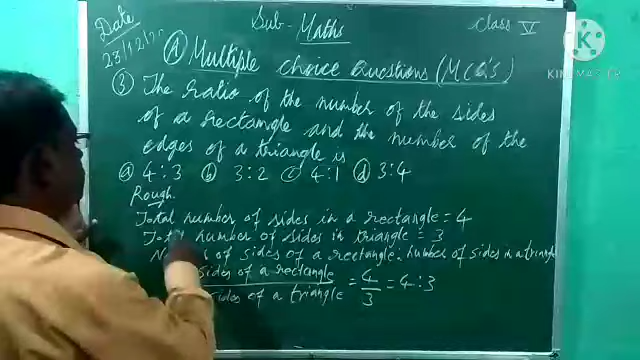 Date
23/12/20
Sub- Maths
Class V
KINEMASTER
(A) Multiple choice Questions (MCQ's)
(3) The ratio of the number of the sides
of a rectangle and the number of the
edges of a triangle is
(a) 4:3 (b) 3:2 (c) 4:1 (d) 3:4
Rough.
Total number of sides in a rectangle = 4
Total number of sides in triangle = 3
of sides of a rectangle : number of sides in a triangle
sides of a rectangle
sides of a triangle = 4/3 = 4:3